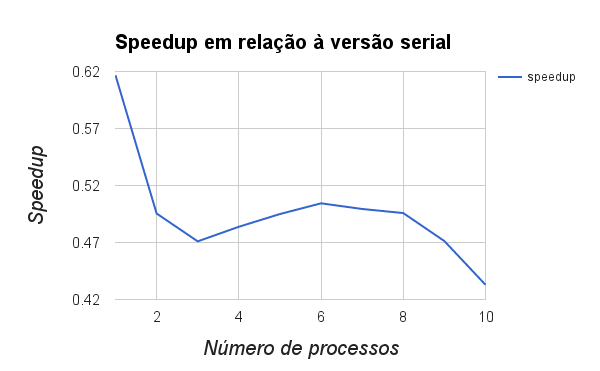 Speedup em relação à versão serial
0.62
speedup
0.57
0.52
Speedup
0.47
0.42
2 4 6 8 10
Número de processos